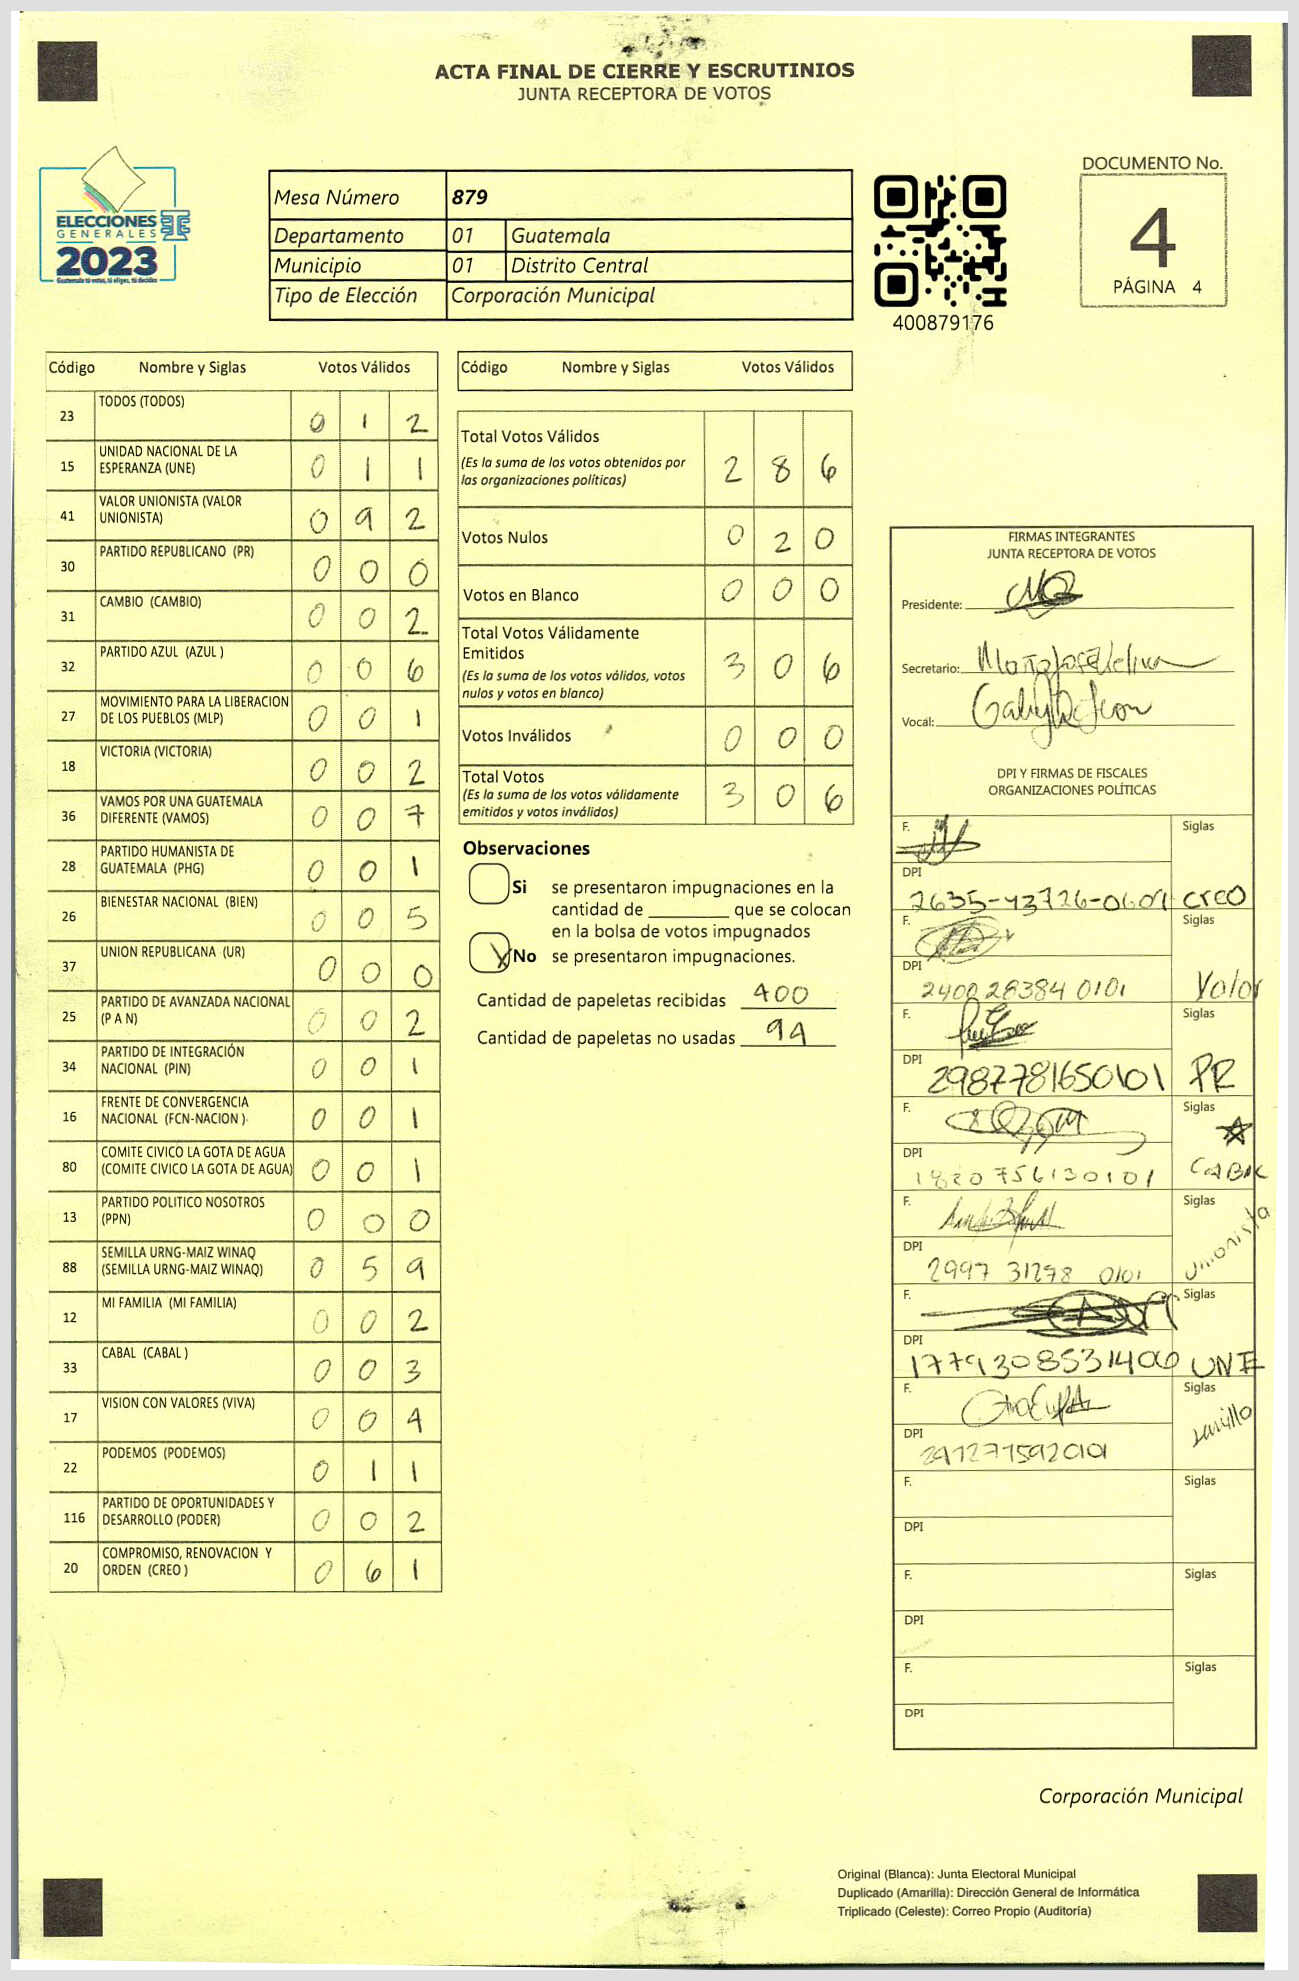 ACTA FINAL DE CIERRE Y ESCRUTINIOS
JUNTA RECEPTORA DE VOTOS
ELECCIONES
GENERALES
2023
Guatemala tú votas, tú eliges, tú decides
Mesa Número 879
Departamento 01 Guatemala
Municipio 01 Distrito Central
Tipo de Elección Corporación Municipal
400879176
DOCUMENTO No.
4
PÁGINA 4
Código Nombre y Siglas Votos Válidos
23 TODOS (TODOS) 0 1 2
15 UNIDAD NACIONAL DE LA ESPERANZA (UNE) 0 1 1
41 VALOR UNIONISTA (VALOR UNIONISTA) 0 9 2
30 PARTIDO REPUBLICANO (PR) 0 0 0
31 CAMBIO (CAMBIO) 0 0 2
32 PARTIDO AZUL (AZUL ) 0 0 6
27 MOVIMIENTO PARA LA LIBERACION DE LOS PUEBLOS (MLP) 0 0 1
18 VICTORIA (VICTORIA) 0 0 2
36 VAMOS POR UNA GUATEMALA DIFERENTE (VAMOS) 0 0 7
28 PARTIDO HUMANISTA DE GUATEMALA (PHG) 0 0 1
26 BIENESTAR NACIONAL (BIEN) 0 0 5
37 UNION REPUBLICANA (UR) 0 0 0
25 PARTIDO DE AVANZADA NACIONAL (P A N) 0 0 2
34 PARTIDO DE INTEGRACIÓN NACIONAL (PIN) 0 0 1
16 FRENTE DE CONVERGENCIA NACIONAL (FCN-NACION ) 0 0 1
80 COMITE CIVICO LA GOTA DE AGUA (COMITE CIVICO LA GOTA DE AGUA) 0 0 1
13 PARTIDO POLITICO NOSOTROS (PPN) 0 0 0
88 SEMILLA URNG-MAIZ WINAQ (SEMILLA URNG-MAIZ WINAQ) 0 5 9
12 MI FAMILIA (MI FAMILIA) 0 0 2
33 CABAL (CABAL ) 0 0 3
17 VISION CON VALORES (VIVA) 0 0 4
22 PODEMOS (PODEMOS) 0 1 1
116 PARTIDO DE OPORTUNIDADES Y DESARROLLO (PODER) 0 0 2
20 COMPROMISO, RENOVACION Y ORDEN (CREO ) 0 6 1
Código Nombre y Siglas Votos Válidos
Total Votos Válidos 2 8 6
(Es la suma de los votos obtenidos por
las organizaciones políticas)
Votos Nulos 0 2 0
Votos en Blanco 0 0 0
Total Votos Válidamente
Emitidos 3 0 6
(Es la suma de los votos válidos, votos
nulos y votos en blanco)
Votos Inválidos 0 0 0
Total Votos 3 0 6
(Es la suma de los votos válidamente
emitidos y votos inválidos)
Observaciones
Si se presentaron impugnaciones en la
cantidad de ________ que se colocan
en la bolsa de votos impugnados
X No se presentaron impugnaciones.
Cantidad de papeletas recibidas 400
Cantidad de papeletas no usadas 94
FIRMAS INTEGRANTES
JUNTA RECEPTORA DE VOTOS
Presidente:
Secretario:
Vocal:
DPI Y FIRMAS DE FISCALES
ORGANIZACIONES POLÍTICAS
F. Siglas
DPI
2635-43726-0601 creo
F. Siglas
DPI
2400 28384 0101 Valor
F. Siglas
DPI
2987781650101 PR
F. Siglas
DPI
1820 756130101
F. Siglas
DPI
2997 31278 0101 Unionista
F. Siglas
DPI
1779308531406 UNE
F. Siglas
DPI
F. Siglas
DPI
F. Siglas
DPI
F. Siglas
DPI
Corporación Municipal
Original (Blanca): Junta Electoral Municipal
Duplicado (Amarilla): Dirección General de Informática
Triplicado (Celeste): Correo Propio (Auditoría)